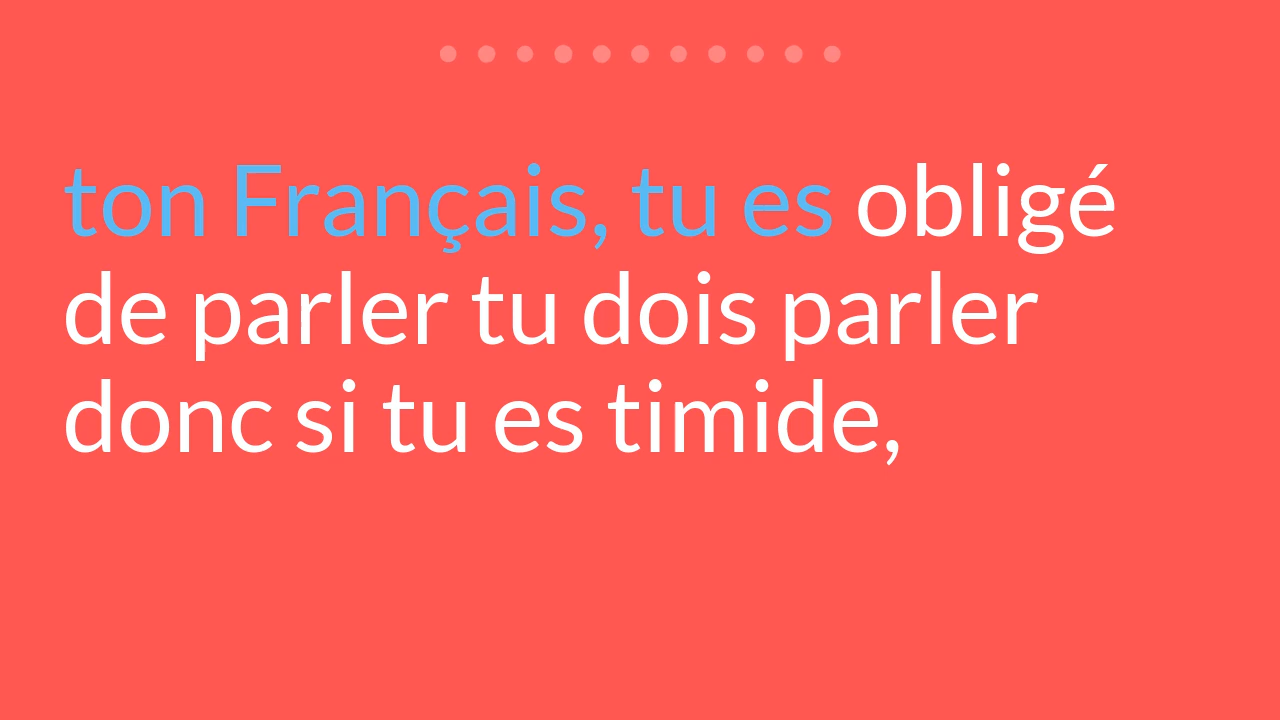 ton Français, tu es obligé
de parler tu dois parler
donc si tu es timide,